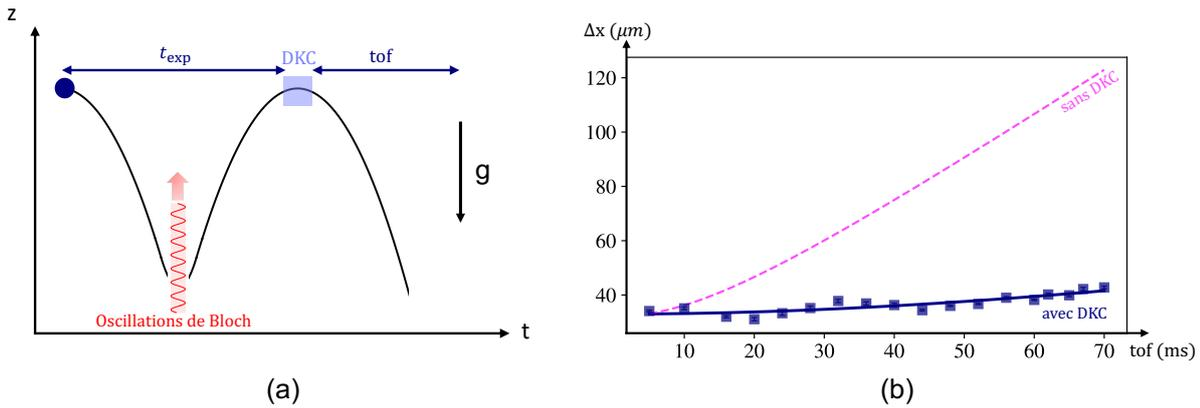 z
t_exp
DKC
tof
g
Oscillations de Bloch
t
(a)
Δx (μm)
120
100
80
60
40
sans DKC
avec DKC
10 20 30 40 50 60 70 tof (ms)
(b)